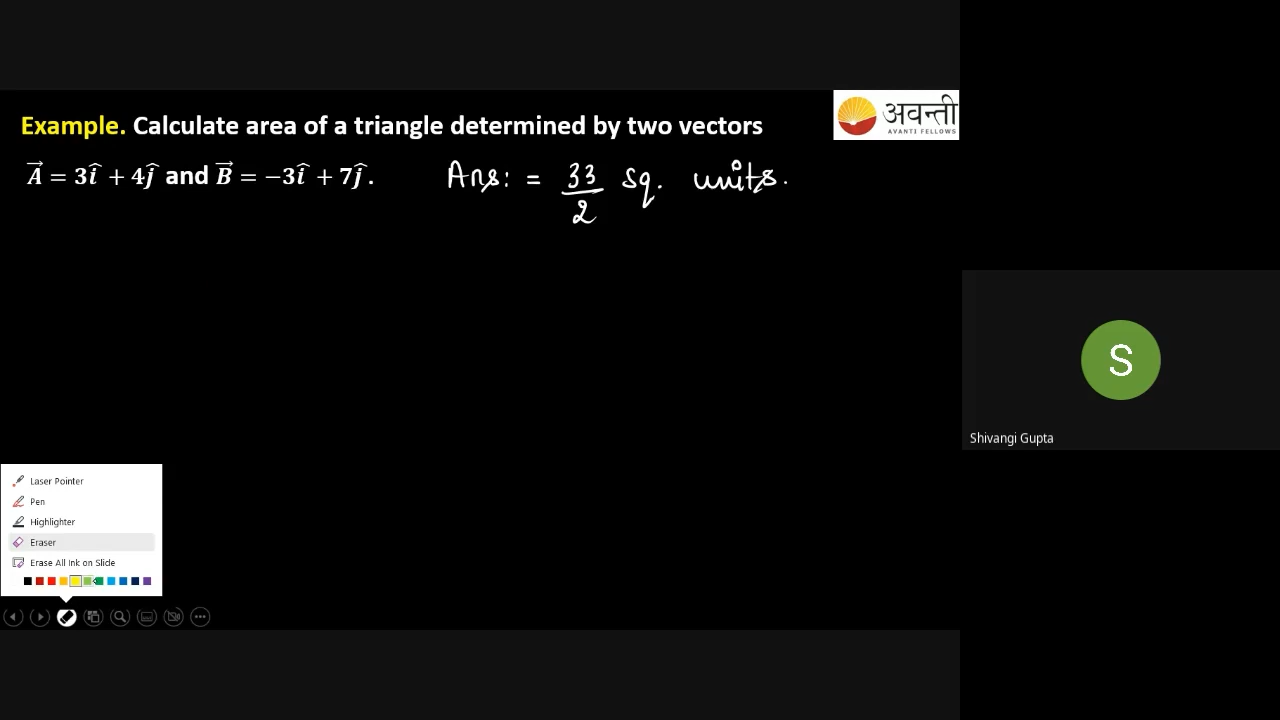 Example. Calculate area of a triangle determined by two vectors
अवन्ती
AVANTI FELLOWS
A⃗ = 3î + 4ĵ and B⃗ = −3î + 7ĵ.
Ans: = 33/2 sq. units.
S
Shivangi Gupta
Laser Pointer
Pen
Highlighter
Eraser
Erase All Ink on Slide